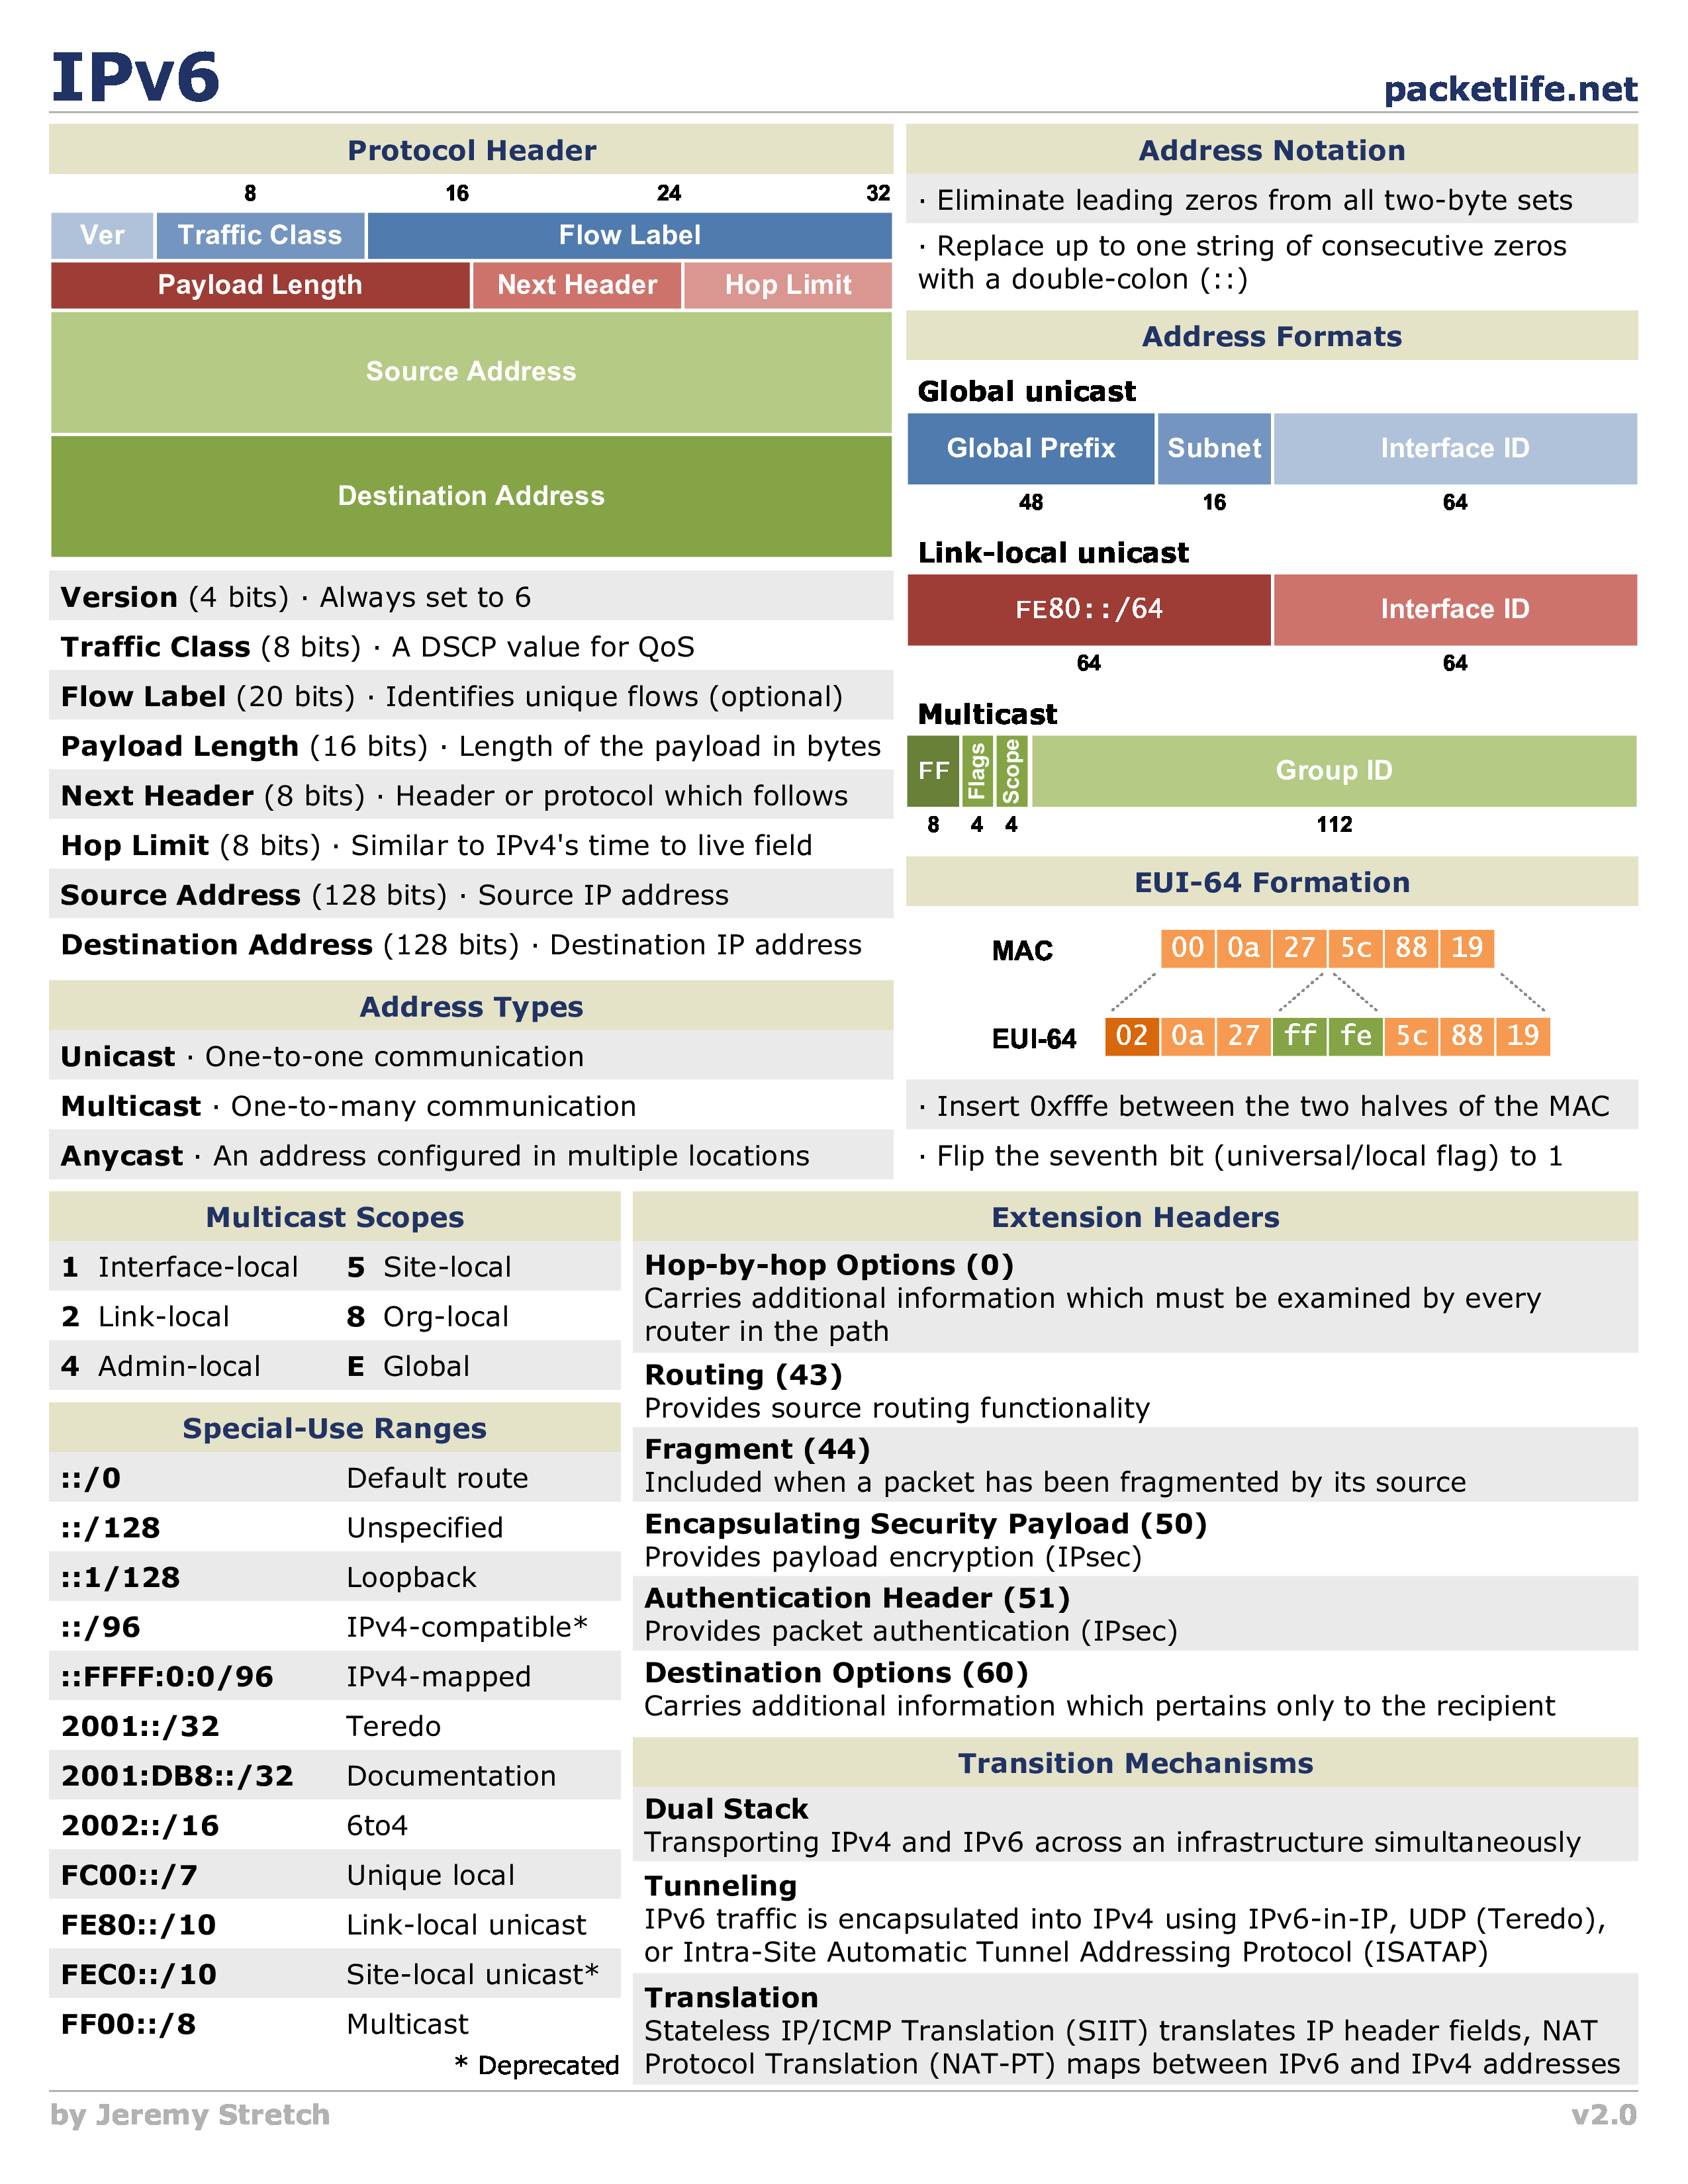 IPv6
packetlife.net
Protocol Header
8 16 24 32
Ver Traffic Class Flow Label
Payload Length Next Header Hop Limit
Source Address
Destination Address
Version (4 bits) · Always set to 6
Traffic Class (8 bits) · A DSCP value for QoS
Flow Label (20 bits) · Identifies unique flows (optional)
Payload Length (16 bits) · Length of the payload in bytes
Next Header (8 bits) · Header or protocol which follows
Hop Limit (8 bits) · Similar to IPv4's time to live field
Source Address (128 bits) · Source IP address
Destination Address (128 bits) · Destination IP address
Address Types
Unicast · One-to-one communication
Multicast · One-to-many communication
Anycast · An address configured in multiple locations
Address Notation
· Eliminate leading zeros from all two-byte sets
· Replace up to one string of consecutive zeros
with a double-colon (::)
Address Formats
Global unicast
Global Prefix Subnet Interface ID
48 16 64
Link-local unicast
FE80::/64 Interface ID
64 64
Multicast
FF Flags Scope Group ID
8 4 4 112
EUI-64 Formation
MAC 00 0a 27 5c 88 19
EUI-64 02 0a 27 ff fe 5c 88 19
· Insert 0xfffe between the two halves of the MAC
· Flip the seventh bit (universal/local flag) to 1
Multicast Scopes
1 Interface-local 5 Site-local
2 Link-local 8 Org-local
4 Admin-local E Global
Special-Use Ranges
::/0 Default route
::/128 Unspecified
::1/128 Loopback
::/96 IPv4-compatible*
::FFFF:0:0/96 IPv4-mapped
2001::/32 Teredo
2001:DB8::/32 Documentation
2002::/16 6to4
FC00::/7 Unique local
FE80::/10 Link-local unicast
FEC0::/10 Site-local unicast*
FF00::/8 Multicast
* Deprecated
Extension Headers
Hop-by-hop Options (0)
Carries additional information which must be examined by every
router in the path
Routing (43)
Provides source routing functionality
Fragment (44)
Included when a packet has been fragmented by its source
Encapsulating Security Payload (50)
Provides payload encryption (IPsec)
Authentication Header (51)
Provides packet authentication (IPsec)
Destination Options (60)
Carries additional information which pertains only to the recipient
Transition Mechanisms
Dual Stack
Transporting IPv4 and IPv6 across an infrastructure simultaneously
Tunneling
IPv6 traffic is encapsulated into IPv4 using IPv6-in-IP, UDP (Teredo),
or Intra-Site Automatic Tunnel Addressing Protocol (ISATAP)
Translation
Stateless IP/ICMP Translation (SIIT) translates IP header fields, NAT
Protocol Translation (NAT-PT) maps between IPv6 and IPv4 addresses
by Jeremy Stretch
v2.0